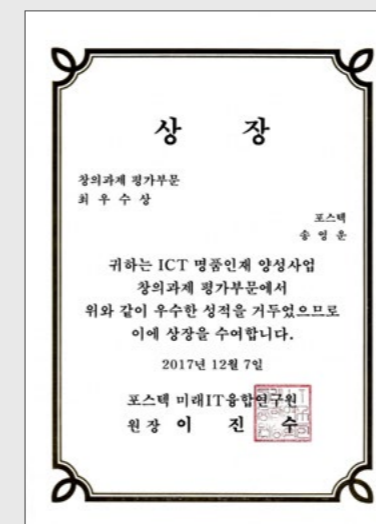 상 장
창의과제 평가부문
최 우 수 상
포스텍
송 영 운
귀하는 ICT 명품인재 양성사업
창의과제 평가부문에서
위와 같이 우수한 성적을 거두었으므로
이에 상장을 수여합니다.
2017년 12월 7일
포스텍 미래IT융합연구원
원장 이 진 수